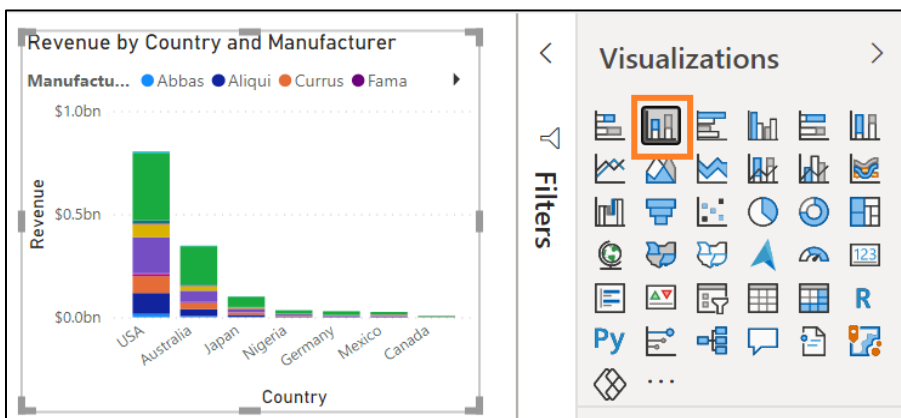 Revenue by Country and Manufacturer
Manufactu... Abbas Aliqui Currus Fama
$1.0bn
$0.5bn
$0.0bn
Revenue
USA
Australia
Japan
Nigeria
Germany
Mexico
Canada
Country
Filters
Visualizations
123
R
Py
...